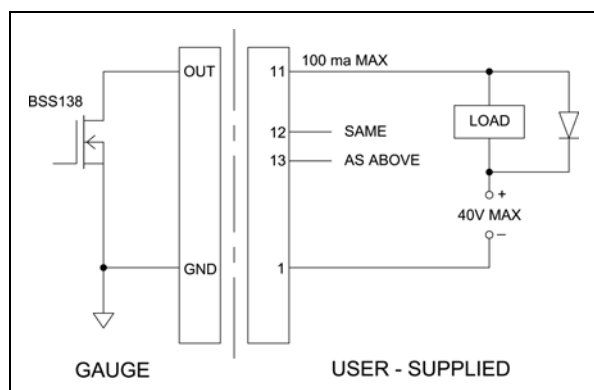 BSS138
OUT
GND
GAUGE
11
100 ma MAX
LOAD
12
SAME
13
AS ABOVE
+
40V MAX
–
1
USER - SUPPLIED